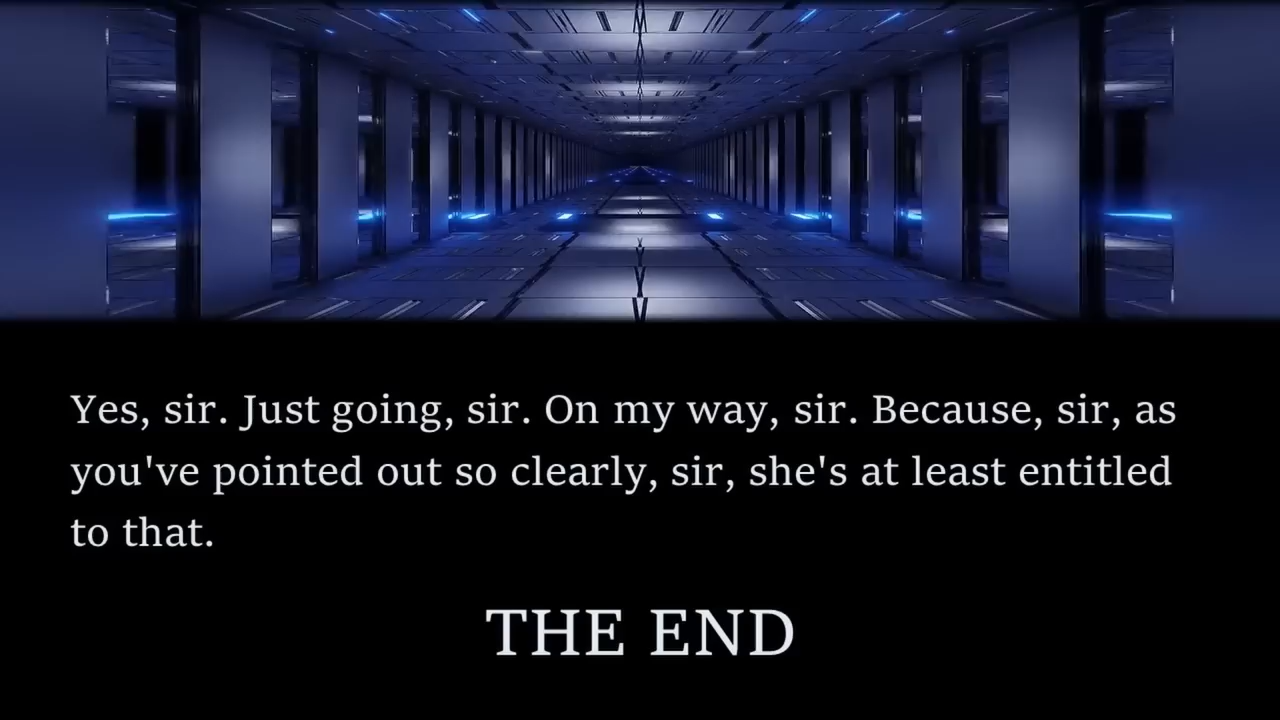 Yes, sir. Just going, sir. On my way, sir. Because, sir, as
you've pointed out so clearly, sir, she's at least entitled
to that.
THE END